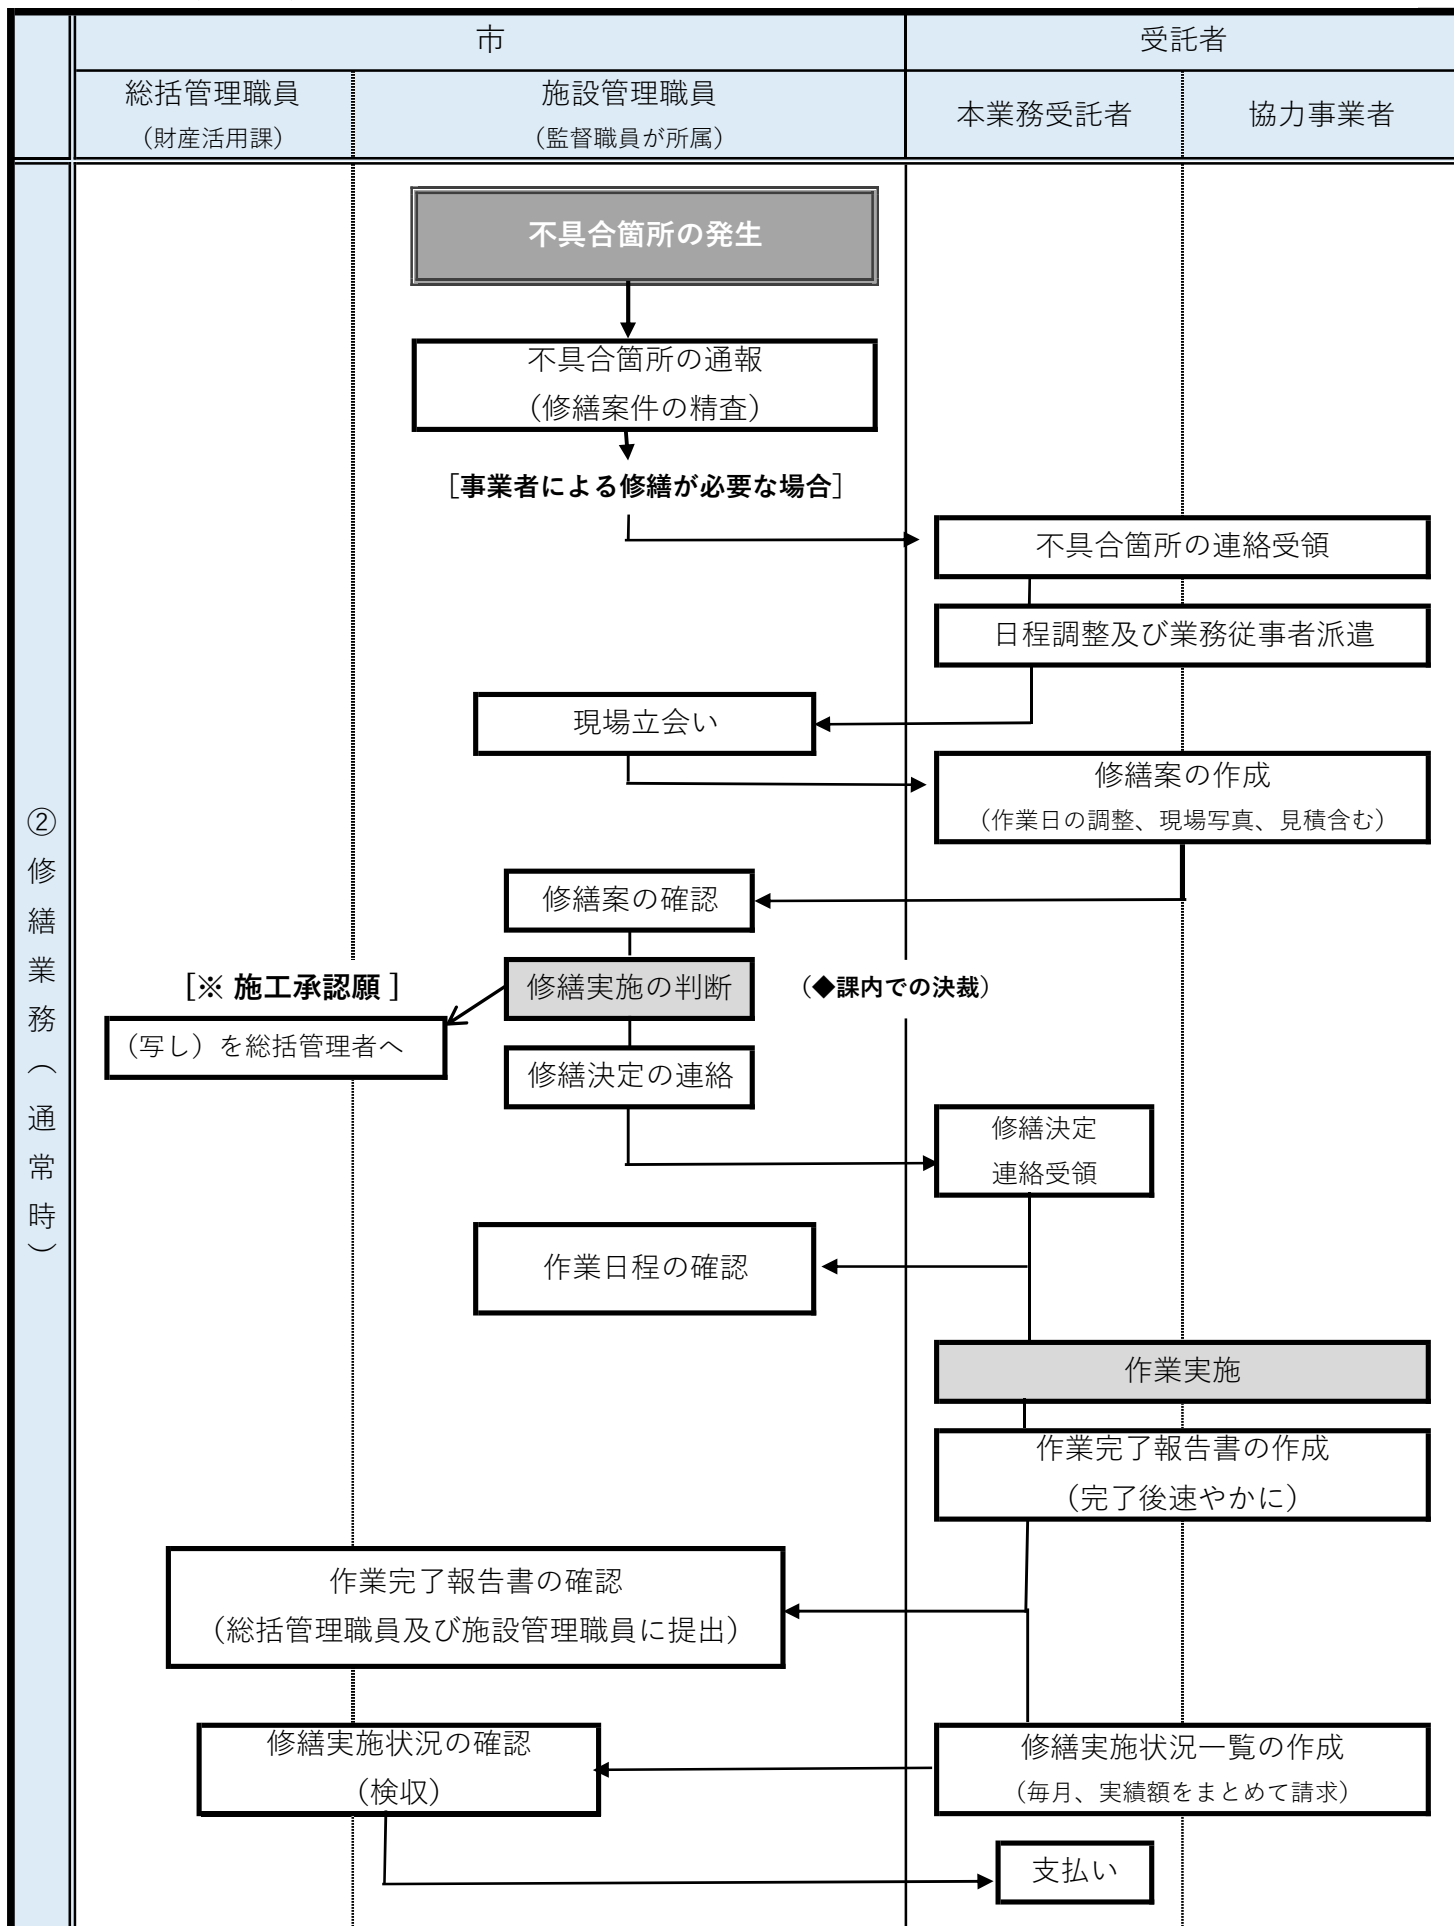 市
受託者
総括管理職員
（財産活用課）
施設管理職員
（監督職員が所属）
本業務受託者
協力事業者
②修繕業務（通常時）
不具合箇所の発生
不具合箇所の通報
（修繕案件の精査）
［事業者による修繕が必要な場合］
不具合箇所の連絡受領
日程調整及び業務従事者派遣
現場立会い
修繕案の作成
（作業日の調整、現場写真、見積含む）
修繕案の確認
［※ 施工承認願 ］
修繕実施の判断
（◆課内での決裁）
（写し）を総括管理者へ
修繕決定の連絡
修繕決定
連絡受領
作業日程の確認
作業実施
作業完了報告書の作成
（完了後速やかに）
作業完了報告書の確認
（総括管理職員及び施設管理職員に提出）
修繕実施状況の確認
（検収）
修繕実施状況一覧の作成
（毎月、実績額をまとめて請求）
支払い